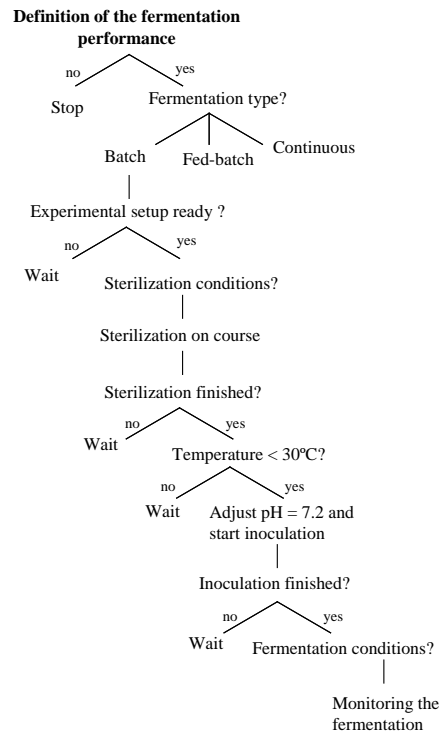 Definition of the fermentation
performance
no
yes
Stop
Fermentation type?
Batch
Fed-batch
Continuous
Experimental setup ready ?
no
yes
Wait
Sterilization conditions?
Sterilization on course
Sterilization finished?
no
yes
Wait
Temperature < 30ºC?
no
yes
Wait
Adjust pH = 7.2 and
start inoculation
Inoculation finished?
no
yes
Wait
Fermentation conditions?
Monitoring the
fermentation